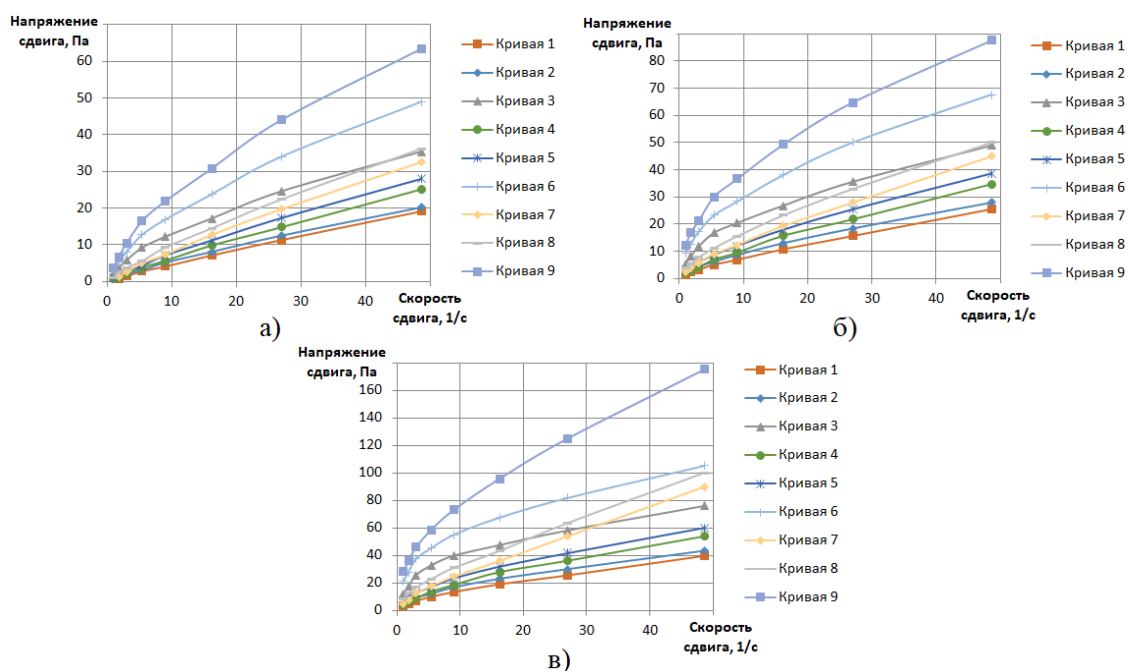 Напряжение
сдвига, Па
60
50
40
30
20
10
0
0 10 20 30 40
Скорость
сдвига, 1/с
Кривая 1
Кривая 2
Кривая 3
Кривая 4
Кривая 5
Кривая 6
Кривая 7
Кривая 8
Кривая 9
а)
Напряжение
сдвига, Па
80
70
60
50
40
30
20
10
0
0 10 20 30 40
Скорость
сдвига, 1/с
Кривая 1
Кривая 2
Кривая 3
Кривая 4
Кривая 5
Кривая 6
Кривая 7
Кривая 8
Кривая 9
б)
Напряжение
сдвига, Па
160
140
120
100
80
60
40
20
0
0 10 20 30 40
Скорость
сдвига, 1/с
Кривая 1
Кривая 2
Кривая 3
Кривая 4
Кривая 5
Кривая 6
Кривая 7
Кривая 8
Кривая 9
в)